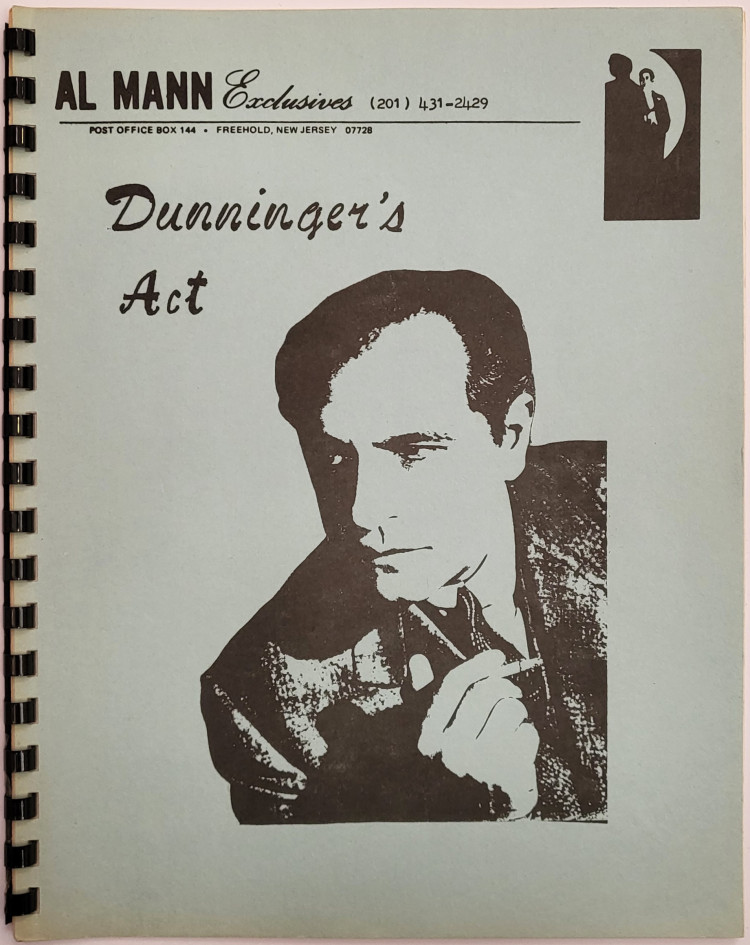 AL MANN Exclusives (201) 431-2429
POST OFFICE BOX 144 • FREEHOLD, NEW JERSEY 07728
Dunninger's
Act